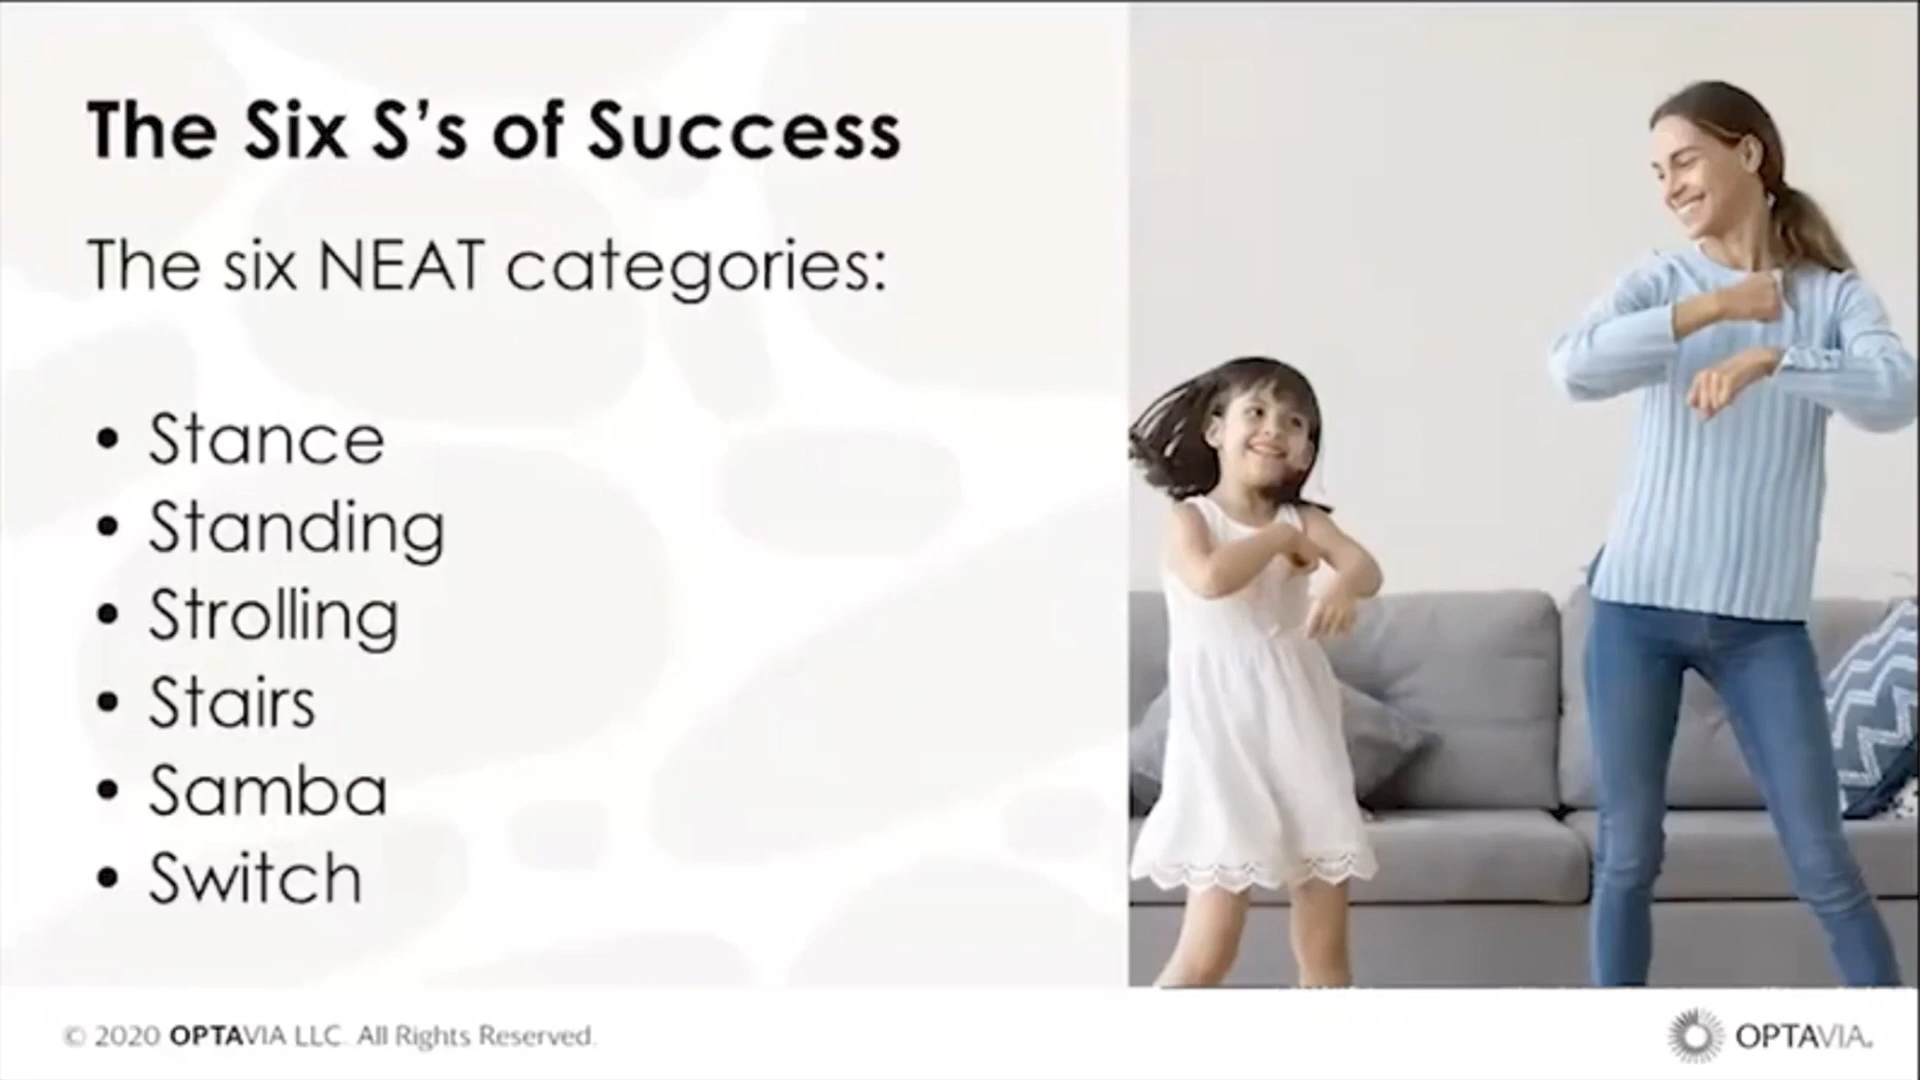 The Six S's of Success
The six NEAT categories:
• Stance
• Standing
• Strolling
• Stairs
• Samba
• Switch
© 2020 OPTAVIA LLC. All Rights Reserved.
OPTAVIA.